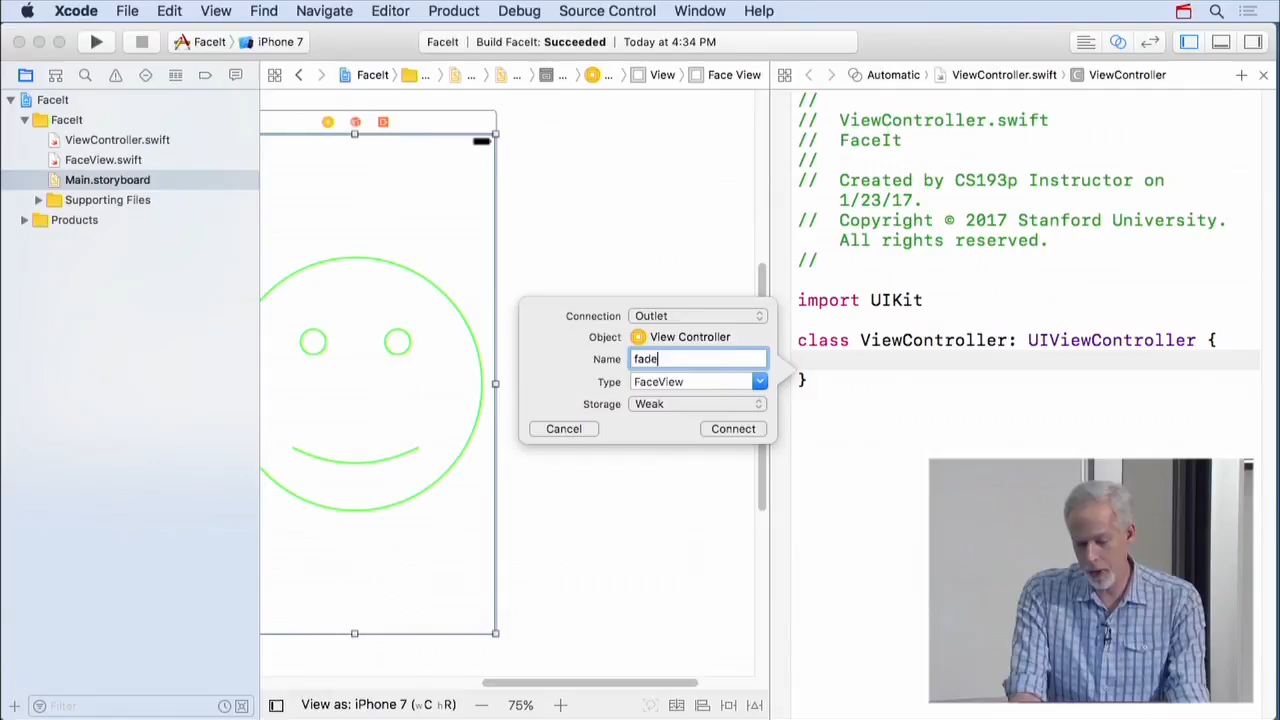 Xcode File Edit View Find Navigate Editor Product Debug Source Control Window Help
FaceIt iPhone 7 FaceIt Build FaceIt: Succeeded Today at 4:34 PM
FaceIt ... ... ... ... ... View Face View Automatic ViewController.swift ViewController
FaceIt
FaceIt
ViewController.swift
FaceView.swift
Main.storyboard
Supporting Files
Products
Connection Outlet
Object View Controller
Name fade
Type FaceView
Storage Weak
Cancel Connect
//
// ViewController.swift
// FaceIt
//
// Created by CS193p Instructor on
1/23/17.
// Copyright © 2017 Stanford University.
All rights reserved.
//
import UIKit
class ViewController: UIViewController {
}
Filter
View as: iPhone 7 (wC hR) — 75% +